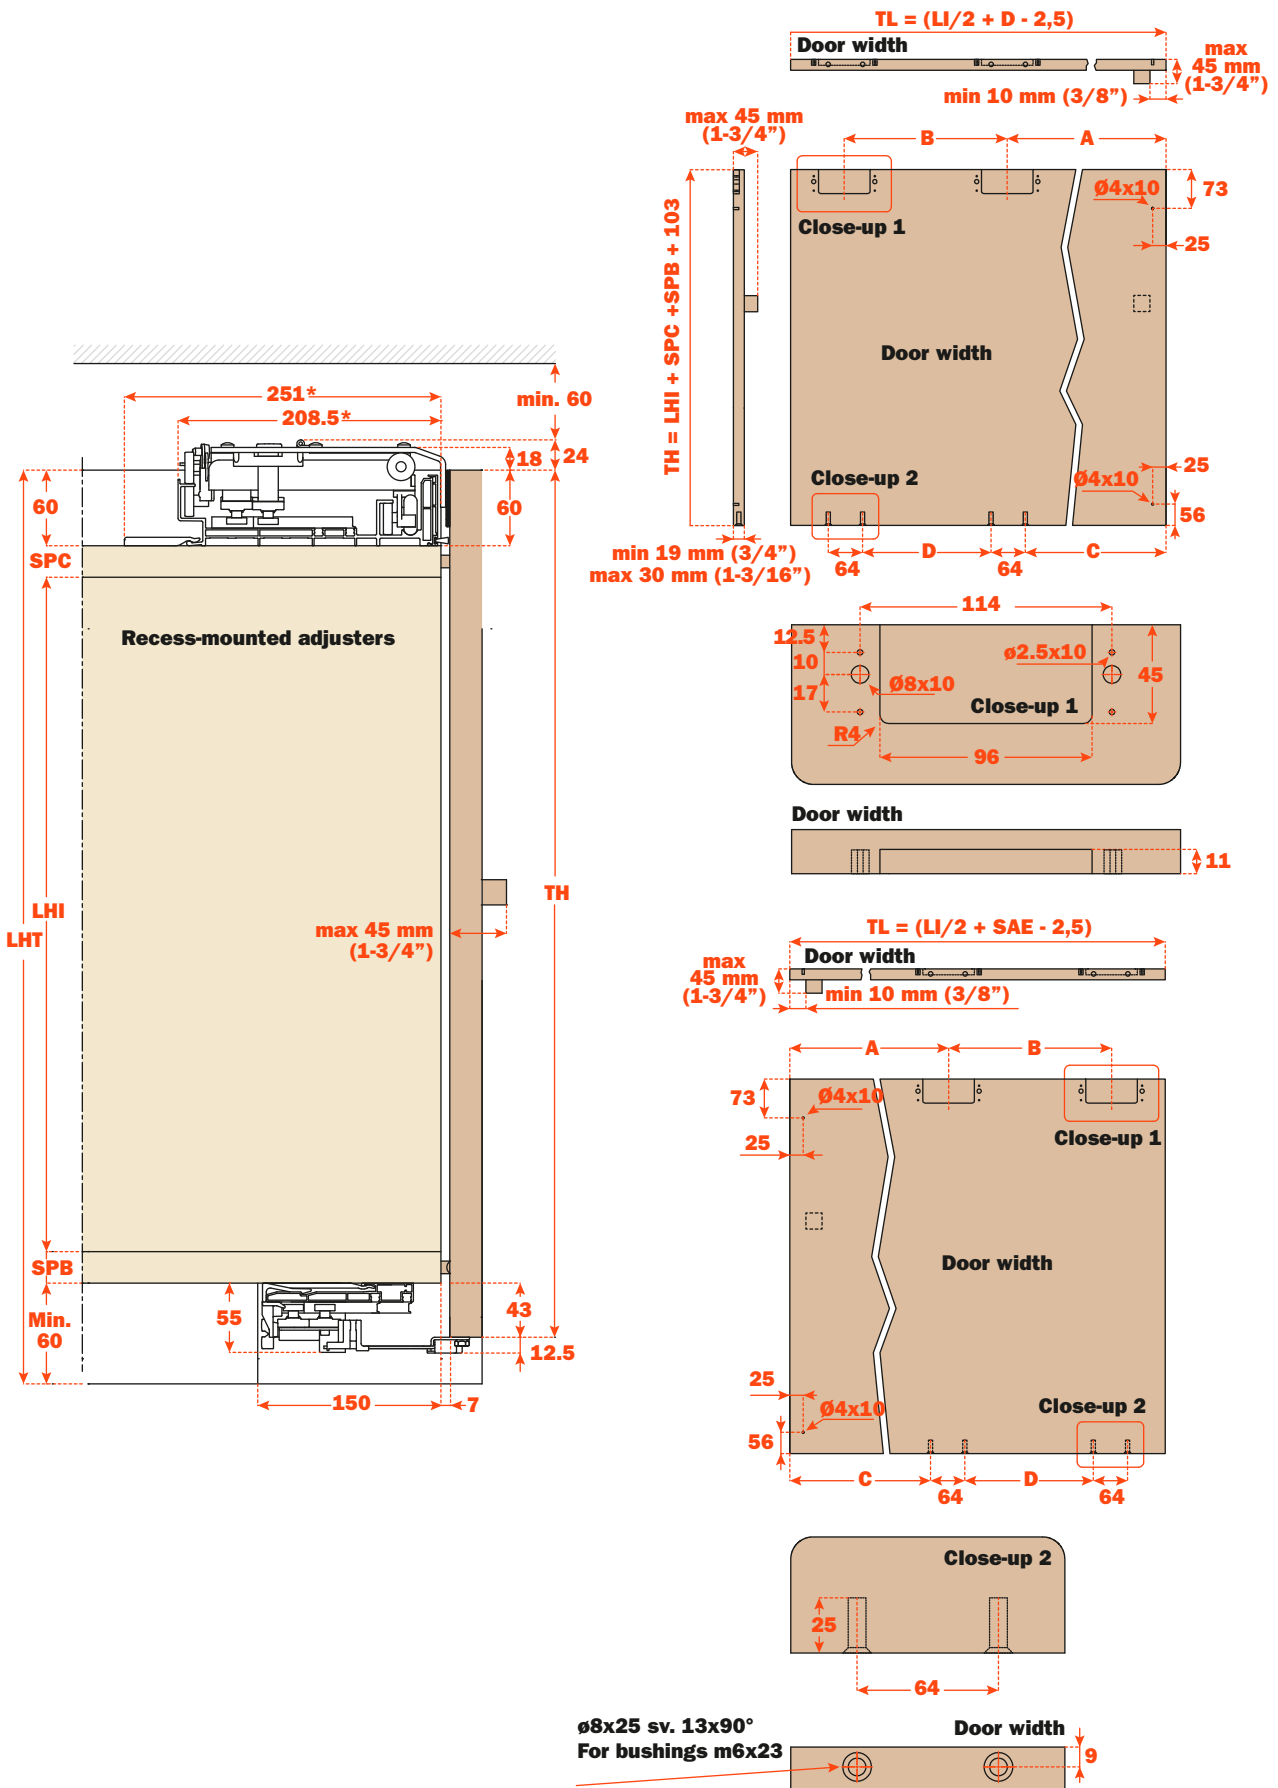 TL = (LI/2 + D - 2,5)
Door width
max
45 mm
(1-3/4”)
min 10 mm (3/8”)
max 45 mm
(1-3/4”)
B
A
Ø4x10
73
Close-up 1
25
TH = LHI + SPC +SPB + 103
Door width
Close-up 2
25
Ø4x10
56
min 19 mm (3/4”)
max 30 mm (1-3/16”)
64
D
64
C
251*
208.5*
min. 60
18
24
60
60
SPC
Recess-mounted adjusters
LHI
LHT
TH
max 45 mm
(1-3/4”)
SPB
Min.
60
55
43
12.5
150
7
114
12.5
10
17
ø2.5x10
Ø8x10
45
Close-up 1
R4
96
Door width
11
TL = (LI/2 + SAE - 2,5)
Door width
max
45 mm
(1-3/4”)
min 10 mm (3/8”)
A
B
73
Ø4x10
25
Close-up 1
Door width
25
Ø4x10
56
Close-up 2
C
64
D
64
Close-up 2
25
64
ø8x25 sv. 13x90°
For bushings m6x23
Door width
9